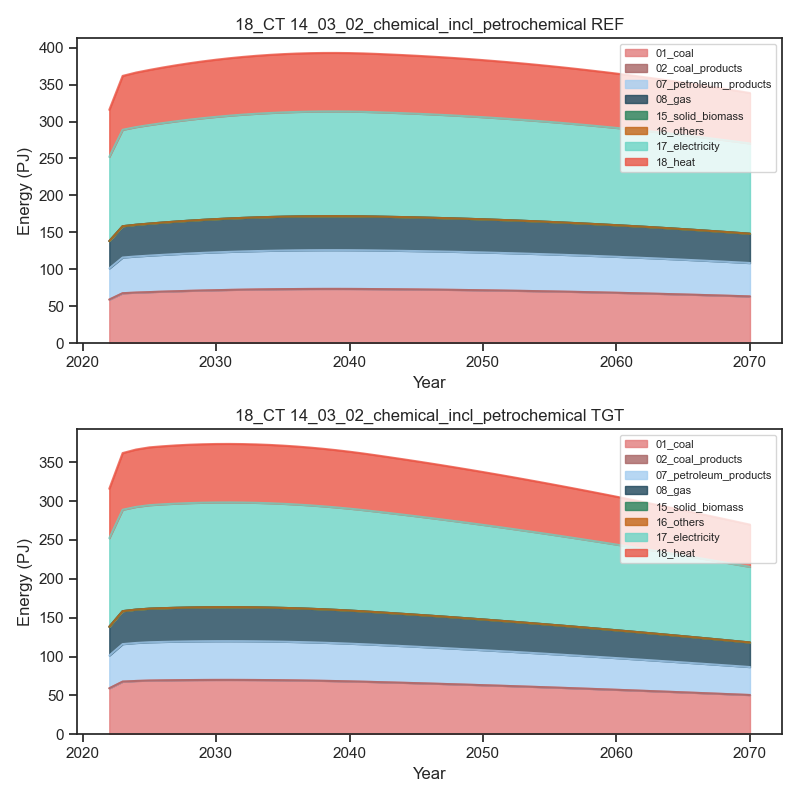 18_CT 14_03_02_chemical_incl_petrochemical REF
Energy (PJ)
400
350
300
250
200
150
100
50
0
01_coal
02_coal_products
07_petroleum_products
08_gas
15_solid_biomass
16_others
17_electricity
18_heat
2020 2030 2040 2050 2060 2070
Year
18_CT 14_03_02_chemical_incl_petrochemical TGT
Energy (PJ)
350
300
250
200
150
100
50
0
01_coal
02_coal_products
07_petroleum_products
08_gas
15_solid_biomass
16_others
17_electricity
18_heat
2020 2030 2040 2050 2060 2070
Year